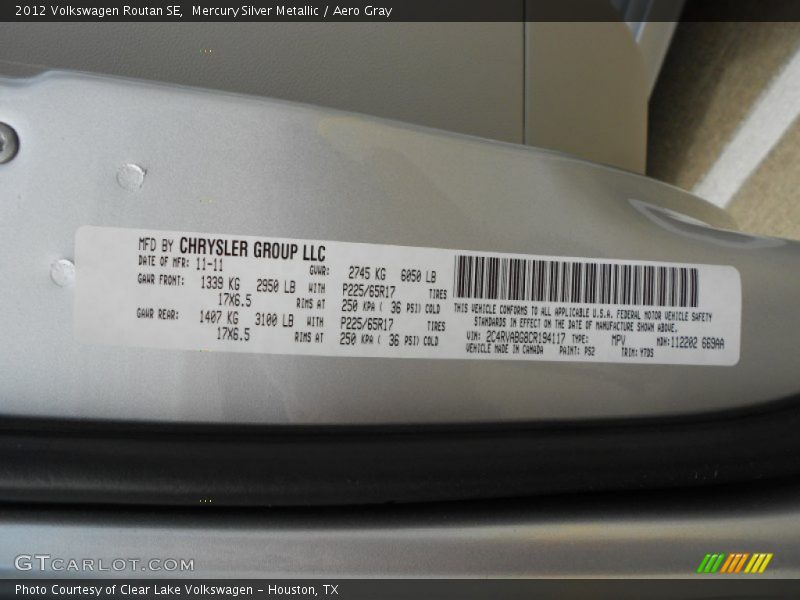 2012 Volkswagen Routan SE,  Mercury Silver Metallic / Aero Gray
MFD BY CHRYSLER GROUP LLC
DATE OF MFR: 11-11 GVWR: 2745 KG 6050 LB
GAWR FRONT: 1339 KG 2950 LB WITH P225/65R17 TIRES
17X6.5 RIMS AT 250 KPA ( 36 PSI) COLD
GAWR REAR: 1407 KG 3100 LB WITH P225/65R17 TIRES
17X6.5 RIMS AT 250 KPA ( 36 PSI) COLD
THIS VEHICLE CONFORMS TO ALL APPLICABLE U.S.A. FEDERAL MOTOR VEHICLE SAFETY
STANDARDS IN EFFECT ON THE DATE OF MANUFACTURE SHOWN ABOVE.
VIN: 2C4RVABG8CR194117 TYPE: MPV MDH:112202 669AA
VEHICLE MADE IN CANADA PAINT: PS2 TRIM:Y7DS
GTCARLOT.COM
Photo Courtesy of Clear Lake Volkswagen - Houston, TX